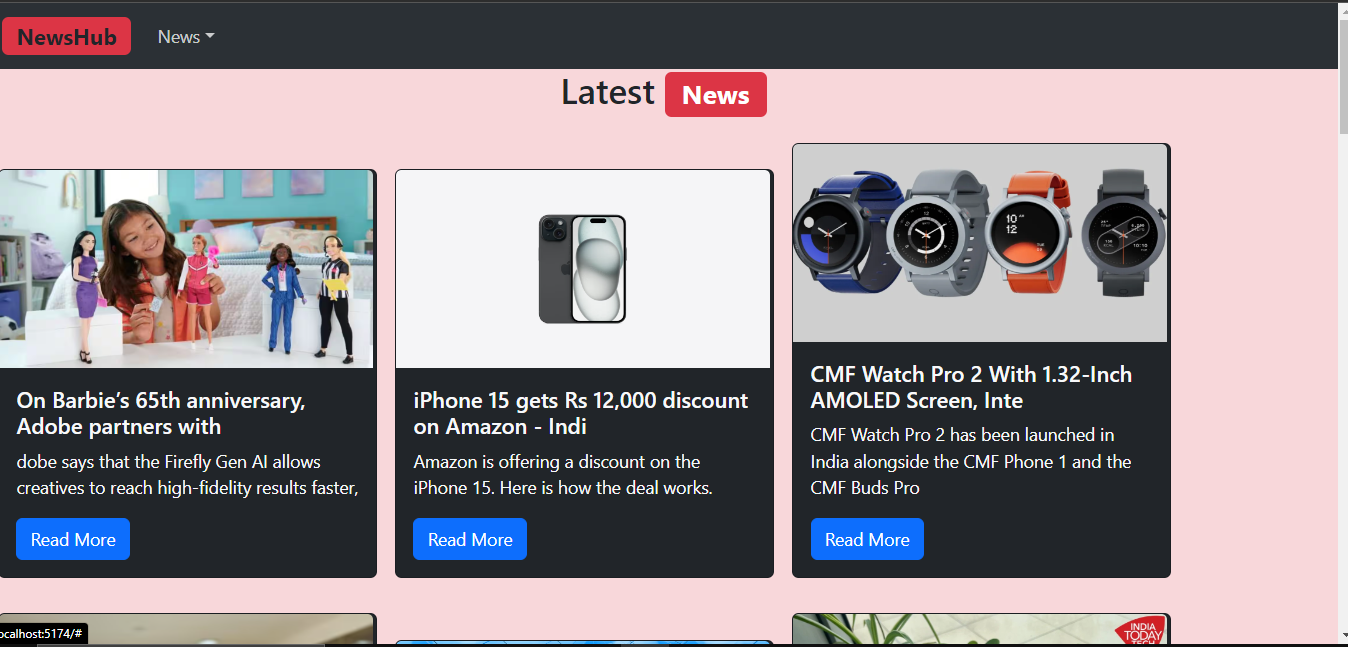 NewsHub
News
Latest News
On Barbie’s 65th anniversary,
Adobe partners with
dobe says that the Firefly Gen AI allows
creatives to reach high-fidelity results faster,
Read More
iPhone 15 gets Rs 12,000 discount
on Amazon - Indi
Amazon is offering a discount on the
iPhone 15. Here is how the deal works.
Read More
CMF Watch Pro 2 With 1.32-Inch
AMOLED Screen, Inte
CMF Watch Pro 2 has been launched in
India alongside the CMF Phone 1 and the
CMF Buds Pro
Read More
INDIA
TODAY
TECH
ocalhost:5174/#